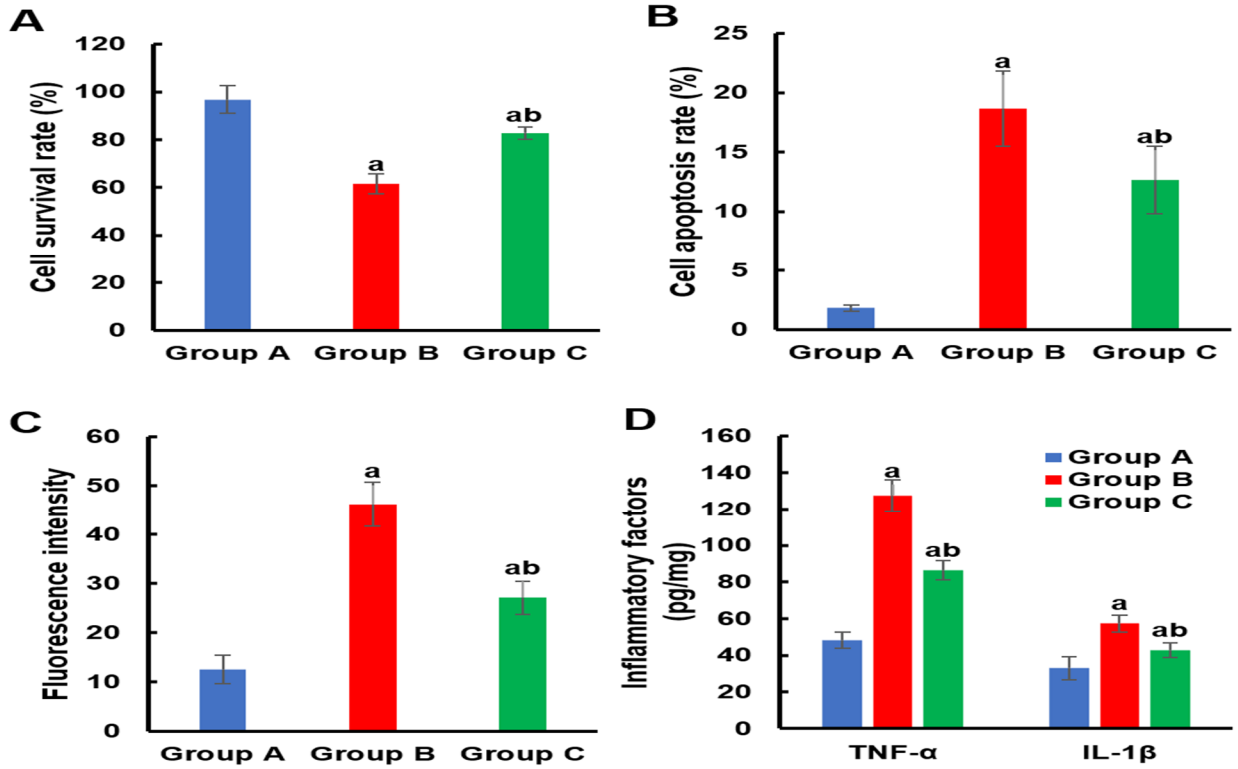 A
Cell survival rate (%)
120
100
80
60
40
20
0
a
ab
Group A Group B Group C
B
Cell apoptosis rate (%)
25
20
15
10
5
0
a
ab
Group A Group B Group C
C
Fluorescence intensity
60
50
40
30
20
10
0
a
ab
Group A Group B Group C
D
Inflammatory factors
(pg/mg)
160
140
120
100
80
60
40
20
0
a
ab
a
ab
Group A
Group B
Group C
TNF-α IL-1β